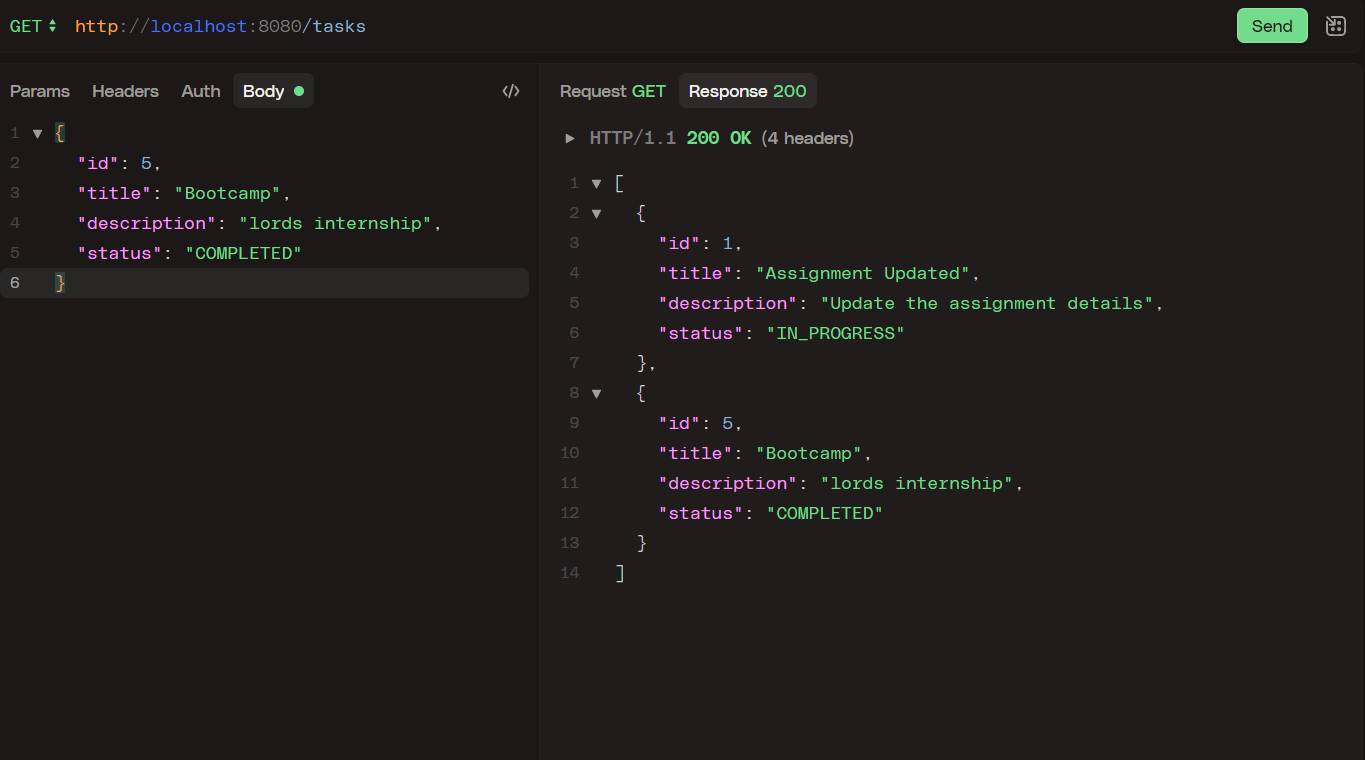 GET http://localhost:8080/tasks Send
Params Headers Auth Body
1 {
2 "id": 5,
3 "title": "Bootcamp",
4 "description": "lords internship",
5 "status": "COMPLETED"
6 }
Request GET Response 200
HTTP/1.1 200 OK (4 headers)
1 [
2 {
3 "id": 1,
4 "title": "Assignment Updated",
5 "description": "Update the assignment details",
6 "status": "IN_PROGRESS"
7 },
8 {
9 "id": 5,
10 "title": "Bootcamp",
11 "description": "lords internship",
12 "status": "COMPLETED"
13 }
14 ]